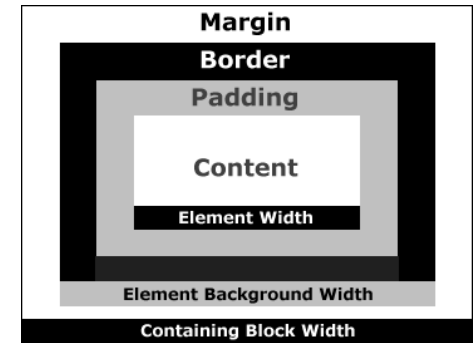 Margin
Border
Padding
Content
Element Width
Element Background Width
Containing Block Width